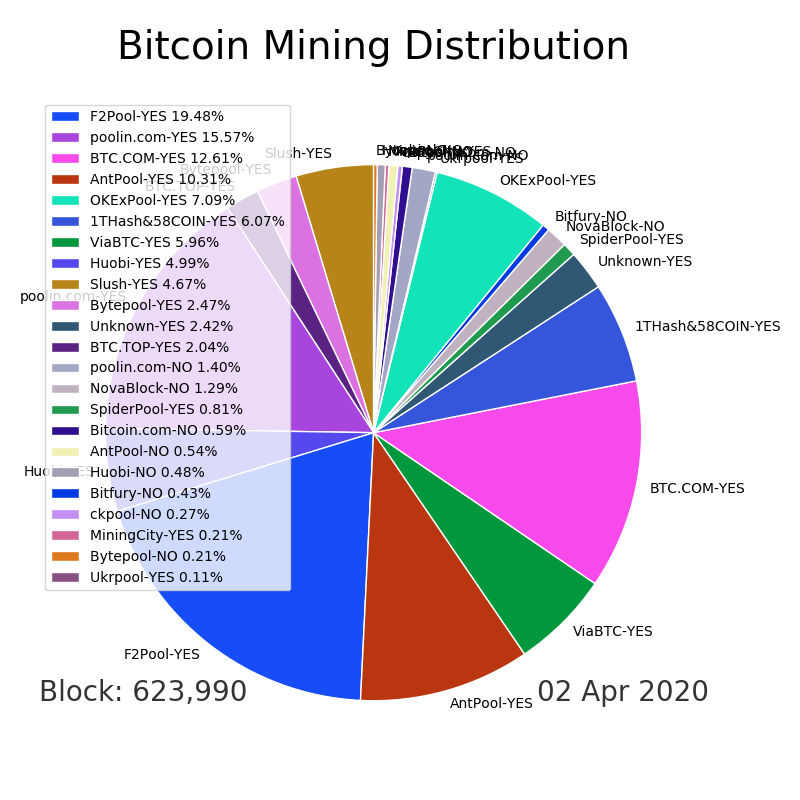 Bitcoin Mining Distribution
F2Pool-YES 19.48%
poolin.com-YES 15.57%
BTC.COM-YES 12.61%
AntPool-YES 10.31%
OKExPool-YES 7.09%
1THash&58COIN-YES 6.07%
ViaBTC-YES 5.96%
Huobi-YES 4.99%
Slush-YES 4.67%
Bytepool-YES 2.47%
Unknown-YES 2.42%
BTC.TOP-YES 2.04%
poolin.com-NO 1.40%
NovaBlock-NO 1.29%
SpiderPool-YES 0.81%
Bitcoin.com-NO 0.59%
AntPool-NO 0.54%
Huobi-NO 0.48%
Bitfury-NO 0.43%
ckpool-NO 0.27%
MiningCity-YES 0.21%
Bytepool-NO 0.21%
Ukrpool-YES 0.11%
Slush-YES
Bytepool-YES
BTC.TOP-YES
poolin.com-YES
Huobi-YES
F2Pool-YES
AntPool-YES
ViaBTC-YES
BTC.COM-YES
1THash&58COIN-YES
Unknown-YES
SpiderPool-YES
NovaBlock-NO
Bitfury-NO
OKExPool-YES
Ukrpool-YES
Block: 623,990
02 Apr 2020